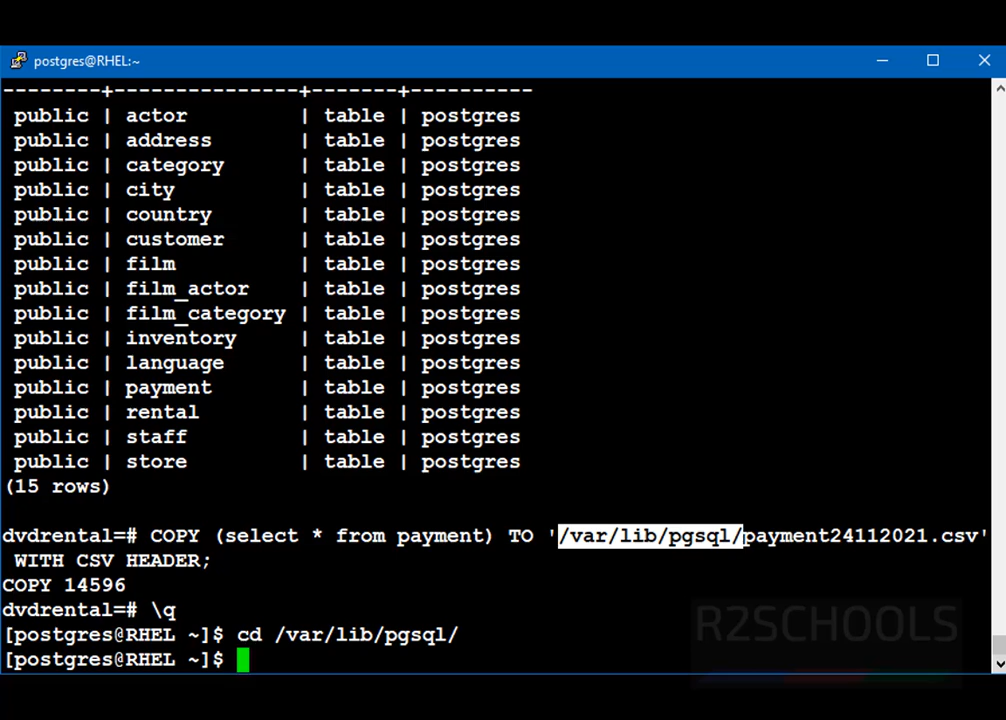 postgres@RHEL:~
--------+---------------+-------+----------
public | actor | table | postgres
public | address | table | postgres
public | category | table | postgres
public | city | table | postgres
public | country | table | postgres
public | customer | table | postgres
public | film | table | postgres
public | film_actor | table | postgres
public | film_category | table | postgres
public | inventory | table | postgres
public | language | table | postgres
public | payment | table | postgres
public | rental | table | postgres
public | staff | table | postgres
public | store | table | postgres
(15 rows)
dvdrental=# COPY (select * from payment) TO '/var/lib/pgsql/payment24112021.csv'
WITH CSV HEADER;
COPY 14596
dvdrental=# \q
[postgres@RHEL ~]$ cd /var/lib/pgsql/
[postgres@RHEL ~]$
R2SCHOOLS